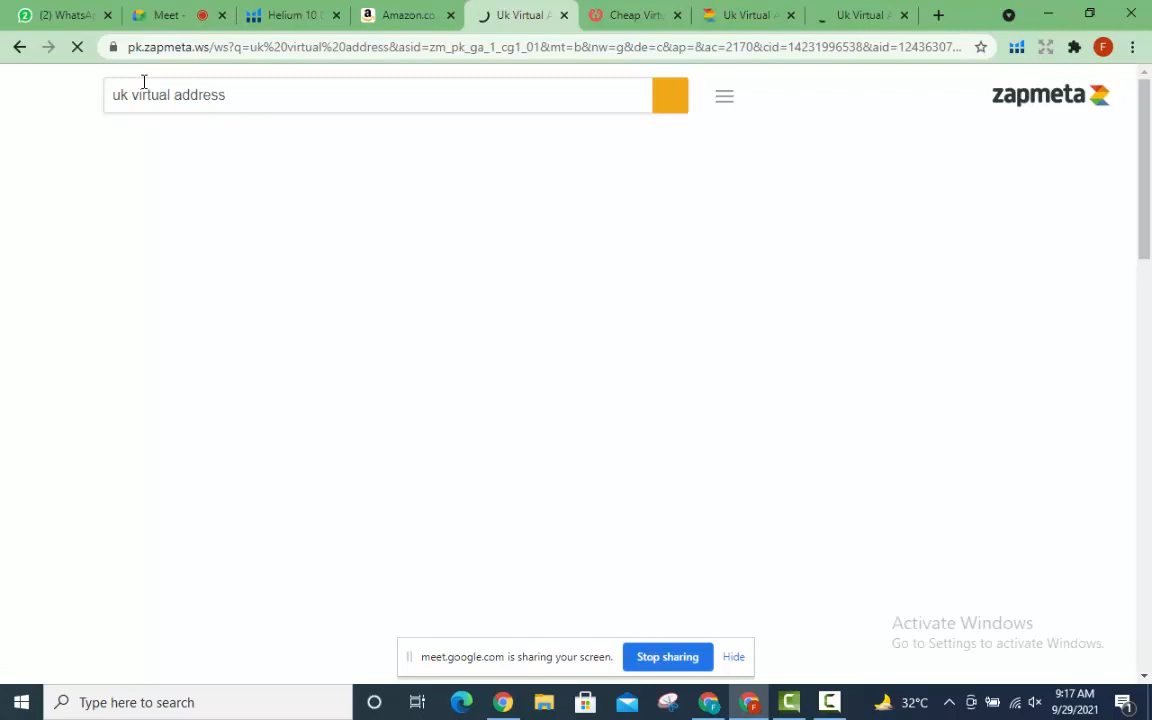 (2) WhatsA
Meet -
Helium 10
Amazon.co
Uk Virtual A
Cheap Virtu
Uk Virtual A
Uk Virtual A
pk.zapmeta.ws/ws?q=uk%20virtual%20address&asid=zm_pk_ga_1_cg1_01&mt=b&nw=g&de=c&ap=&ac=2170&cid=14231996538&aid=12436307...
F
uk virtual address
zapmeta
Activate Windows
Go to Settings to activate Windows.
meet.google.com is sharing your screen.
Stop sharing
Hide
Type here to search
32°C
9:17 AM
9/29/2021
1